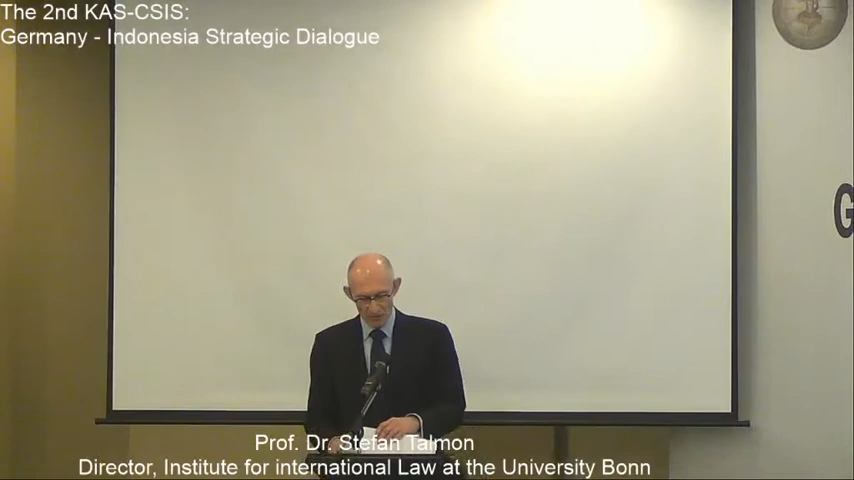 The 2nd KAS-CSIS:
Germany - Indonesia Strategic Dialogue
G
Prof. Dr. Stefan Talmon
Director, Institute for international Law at the University Bonn